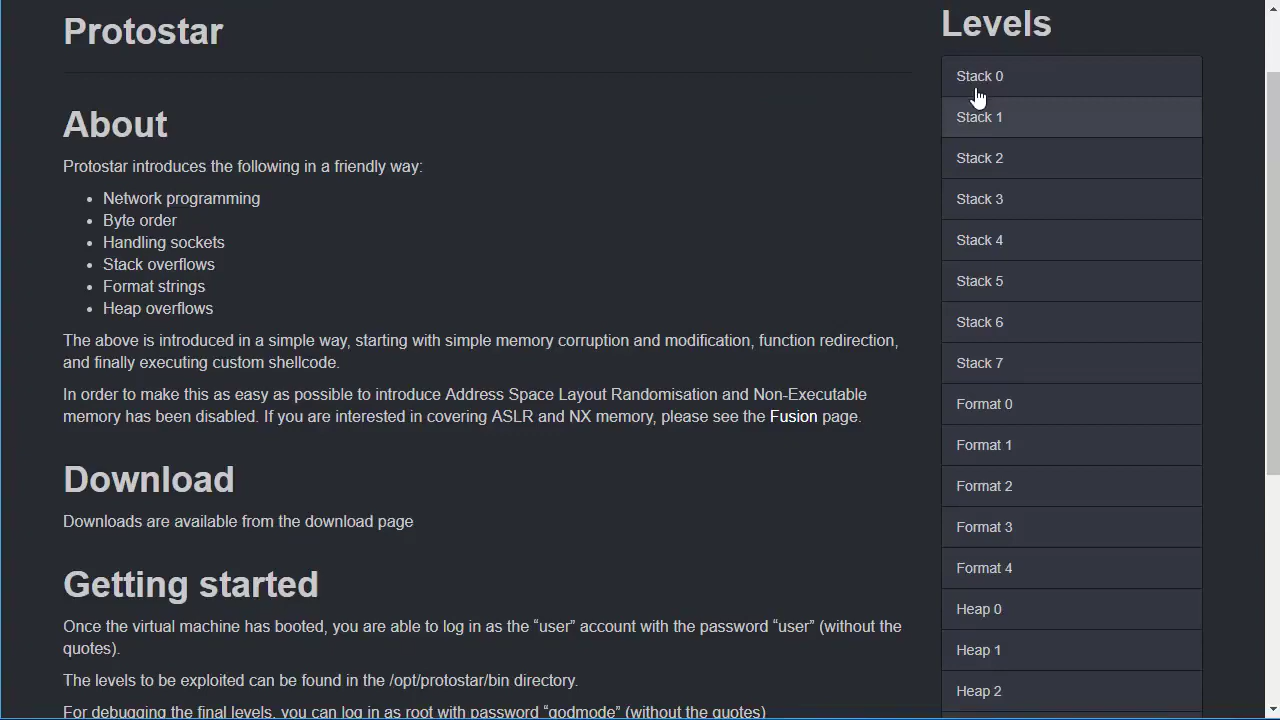 Protostar
About
Protostar introduces the following in a friendly way:
• Network programming
• Byte order
• Handling sockets
• Stack overflows
• Format strings
• Heap overflows
The above is introduced in a simple way, starting with simple memory corruption and modification, function redirection,
and finally executing custom shellcode.
In order to make this as easy as possible to introduce Address Space Layout Randomisation and Non-Executable
memory has been disabled. If you are interested in covering ASLR and NX memory, please see the Fusion page.
Download
Downloads are available from the download page
Getting started
Once the virtual machine has booted, you are able to log in as the “user” account with the password “user” (without the
quotes).
The levels to be exploited can be found in the /opt/protostar/bin directory.
For debugging the final levels, you can log in as root with password “godmode” (without the quotes)
Levels
Stack 0
Stack 1
Stack 2
Stack 3
Stack 4
Stack 5
Stack 6
Stack 7
Format 0
Format 1
Format 2
Format 3
Format 4
Heap 0
Heap 1
Heap 2